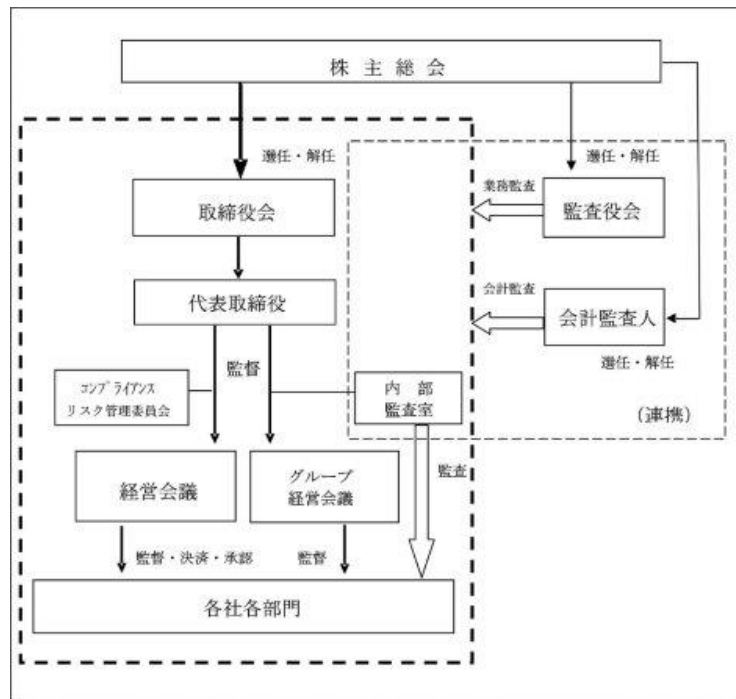 株主総会
選任・解任
選任・解任
業務監査
取締役会
監査役会
会計監査
代表取締役
会計監査人
選任・解任
監督
コンプライアンス
リスク管理委員会
内部
監査室
(連携)
経営会議
グループ
経営会議
監査
監督・決済・承認
監督
各社各部門